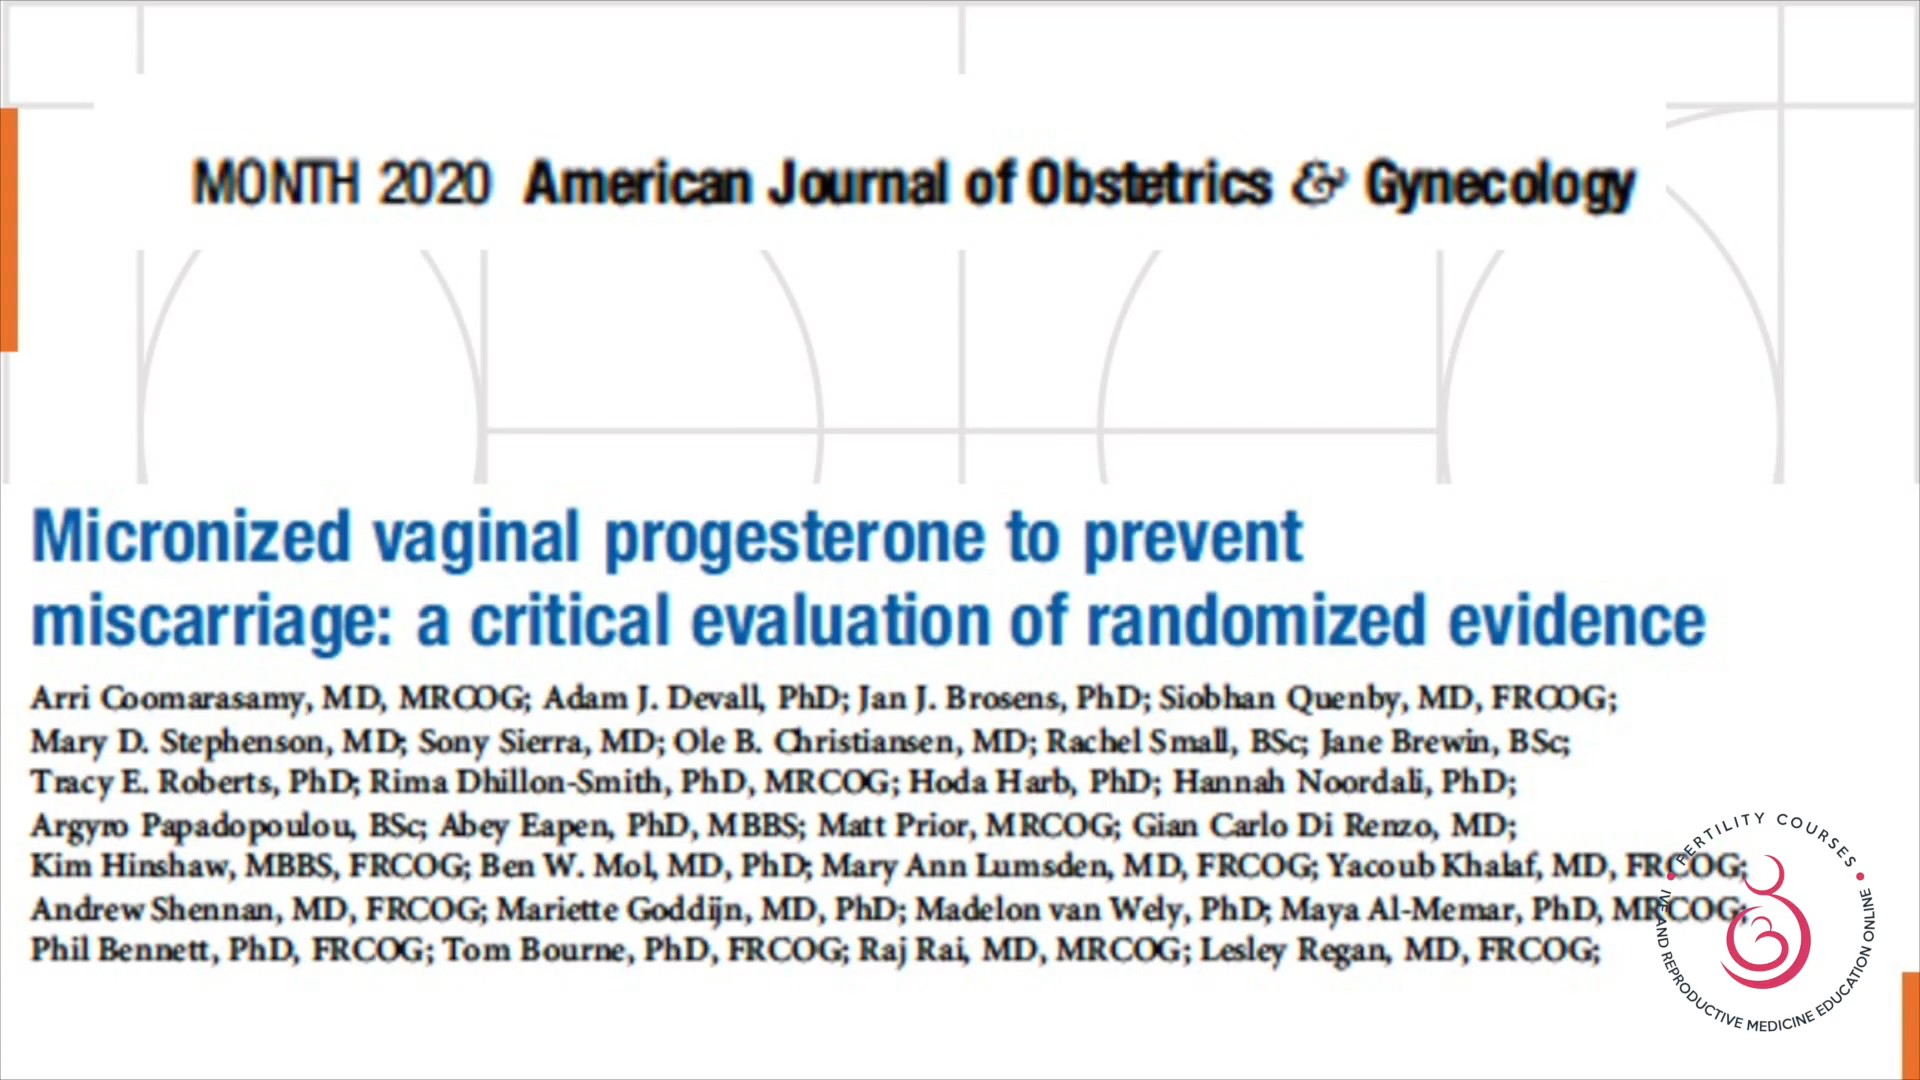 MONTH 2020 American Journal of Obstetrics & Gynecology
Micronized vaginal progesterone to prevent
miscarriage: a critical evaluation of randomized evidence
Arri Coomarasamy, MD, MRCOG; Adam J. Devall, PhD; Jan J. Brosens, PhD; Siobhan Quenby, MD, FRCOG;
Mary D. Stephenson, MD; Sony Sierra, MD; Ole B. Christiansen, MD; Rachel Small, BSc; Jane Brewin, BSc;
Tracy E. Roberts, PhD; Rima Dhillon-Smith, PhD, MRCOG; Hoda Harb, PhD; Hannah Noordali, PhD;
Argyro Papadopoulou, BSc; Abey Eapen, PhD, MBBS; Matt Prior, MRCOG; Gian Carlo Di Renzo, MD;
Kim Hinshaw, MBBS, FRCOG; Ben W. Mol, MD, PhD; Mary Ann Lumsden, MD, FRCOG; Yacoub Khalaf, MD, FRCOG;
Andrew Shennan, MD, FRCOG; Mariette Goddijn, MD, PhD; Madelon van Wely, PhD; Maya Al-Memar, PhD, MRCOG;
Phil Bennett, PhD, FRCOG; Tom Bourne, PhD, FRCOG; Raj Rai, MD, MRCOG; Lesley Regan, MD, FRCOG;
FERTILITY COURSES
IVF AND REPRODUCTIVE MEDICINE EDUCATION ONLINE